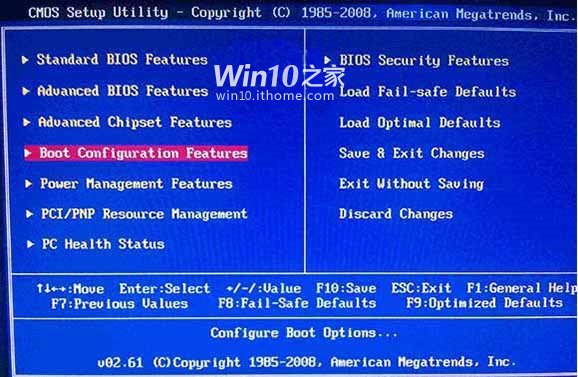 CMOS Setup Utility - Copyright (C) 1985-2008, American Megatrends, Inc.
Standard BIOS Features
Advanced BIOS Features
Advanced Chipset Features
Boot Configuration Features
Power Management Features
PCI/PNP Resource Management
PC Health Status
BIOS Security Features
Load Fail-safe Defaults
Load Optimal Defaults
Save & Exit Changes
Exit Without Saving
Discard Changes
Win10之家
win10.ithome.com
↑↓←→:Move Enter:Select +/-/:Value F10:Save ESC:Exit F1:General Help
F7:Previous Values F8:Fail-Safe Defaults F9:Optimized Defaults
Configure Boot Options...
v02.61 (C)Copyright 1985-2008, American Megatrends, Inc.